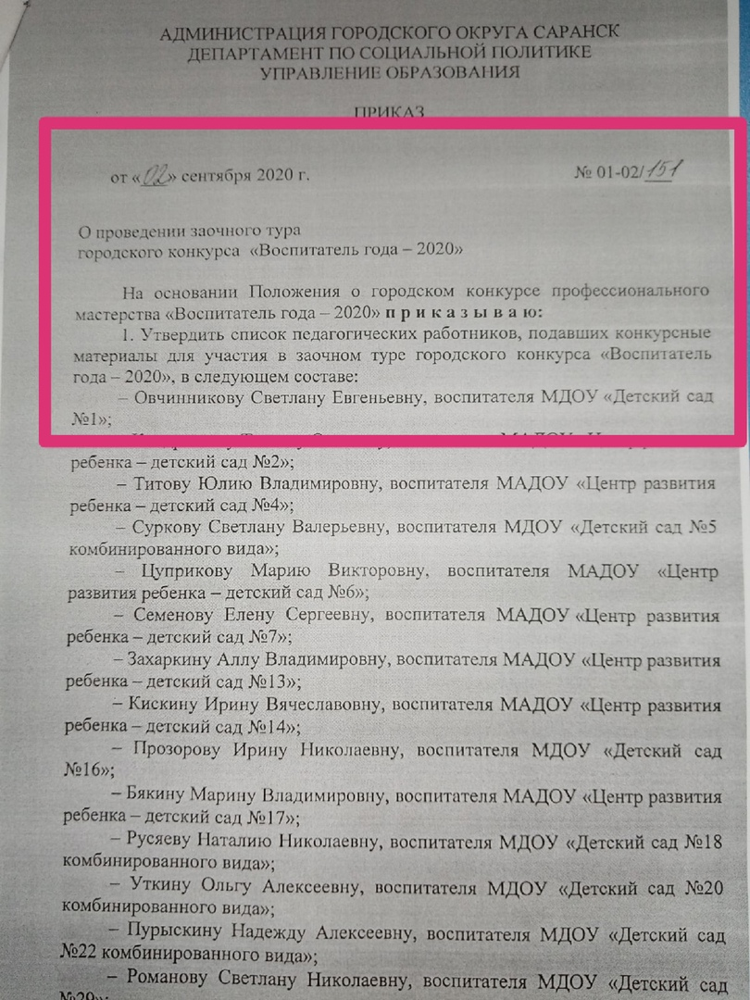 АДМИНИСТРАЦИЯ ГОРОДСКОГО ОКРУГА САРАНСК
ДЕПАРТАМЕНТ ПО СОЦИАЛЬНОЙ ПОЛИТИКЕ
УПРАВЛЕНИЕ ОБРАЗОВАНИЯ
ПРИКАЗ
от «02» сентября 2020 г. № 01-02/151
О проведении заочного тура
городского конкурса «Воспитатель года – 2020»
На основании Положения о городском конкурсе профессионального
мастерства «Воспитатель года – 2020» п р и к а з ы в а ю:
1. Утвердить список педагогических работников, подавших конкурсные
материалы для участия в заочном туре городского конкурса «Воспитатель
года – 2020», в следующем составе:
– Овчинникову Светлану Евгеньевну, воспитателя МДОУ «Детский сад
№1»;
ребенка – детский сад №2»;
– Титову Юлию Владимировну, воспитателя МАДОУ «Центр развития
ребенка – детский сад №4»;
– Суркову Светлану Валерьевну, воспитателя МДОУ «Детский сад №5
комбинированного вида»;
– Цуприкову Марию Викторовну, воспитателя МАДОУ «Центр
развития ребенка – детский сад №6»;
– Семенову Елену Сергеевну, воспитателя МАДОУ «Центр развития
ребенка – детский сад №7»;
– Захаркину Аллу Владимировну, воспитателя МАДОУ «Центр развития
ребенка – детский сад №13»;
– Кискину Ирину Вячеславовну, воспитателя МАДОУ «Центр развития
ребенка – детский сад №14»;
– Прозорову Ирину Николаевну, воспитателя МДОУ «Детский сад
№16»;
– Бякину Марину Владимировну, воспитателя МАДОУ «Центр развития
ребенка – детский сад №17»;
– Русяеву Наталию Николаевну, воспитателя МДОУ «Детский сад №18
комбинированного вида»;
– Уткину Ольгу Алексеевну, воспитателя МДОУ «Детский сад №20
комбинированного вида»;
– Пурыскину Надежду Алексеевну, воспитателя МДОУ «Детский сад
№22 комбинированного вида»;
– Романову Светлану Николаевну, воспитателя МДОУ «Детский сад